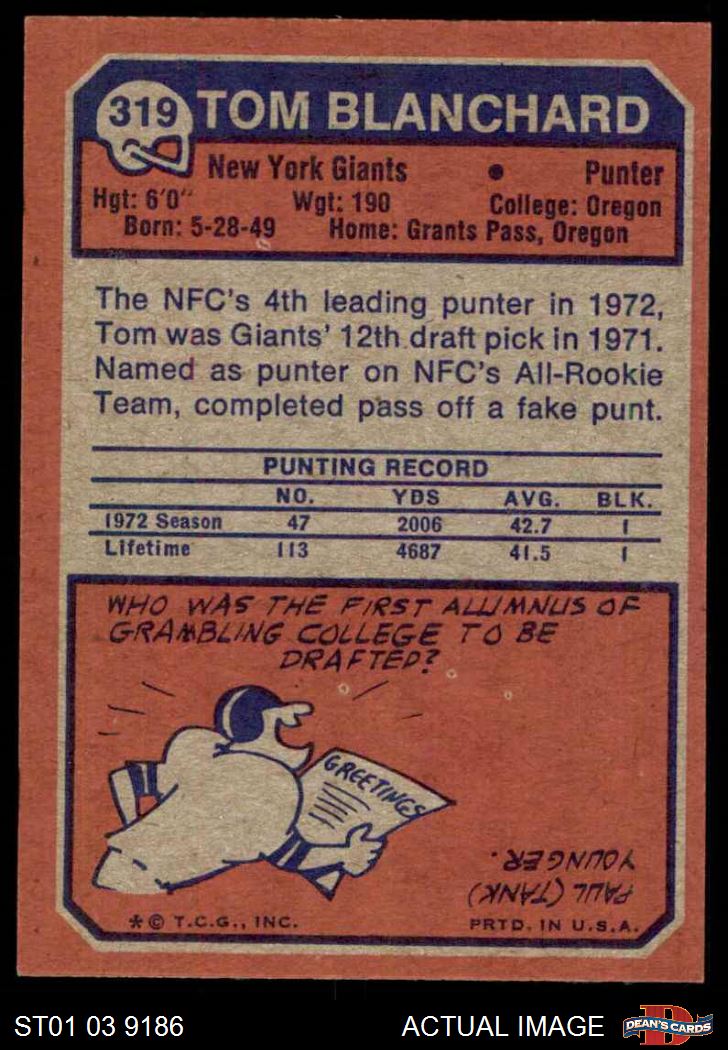 319 TOM BLANCHARD
New York Giants • Punter
Hgt: 6'0" Wgt: 190 College: Oregon
Born: 5-28-49 Home: Grants Pass, Oregon
The NFC's 4th leading punter in 1972,
Tom was Giants' 12th draft pick in 1971.
Named as punter on NFC's All-Rookie
Team, completed pass off a fake punt.
PUNTING RECORD
NO. YDS AVG. BLK.
1972 Season 47 2006 42.7 1
Lifetime 113 4687 41.5 1
WHO WAS THE FIRST ALUMNUS OF
GRAMBLING COLLEGE TO BE
DRAFTED?
GREETINGS
PAUL (TANK)
YOUNGER.
* © T.C.G., INC. PRTD. IN U.S.A.
ST01 03 9186 ACTUAL IMAGE D DEAN'S CARDS